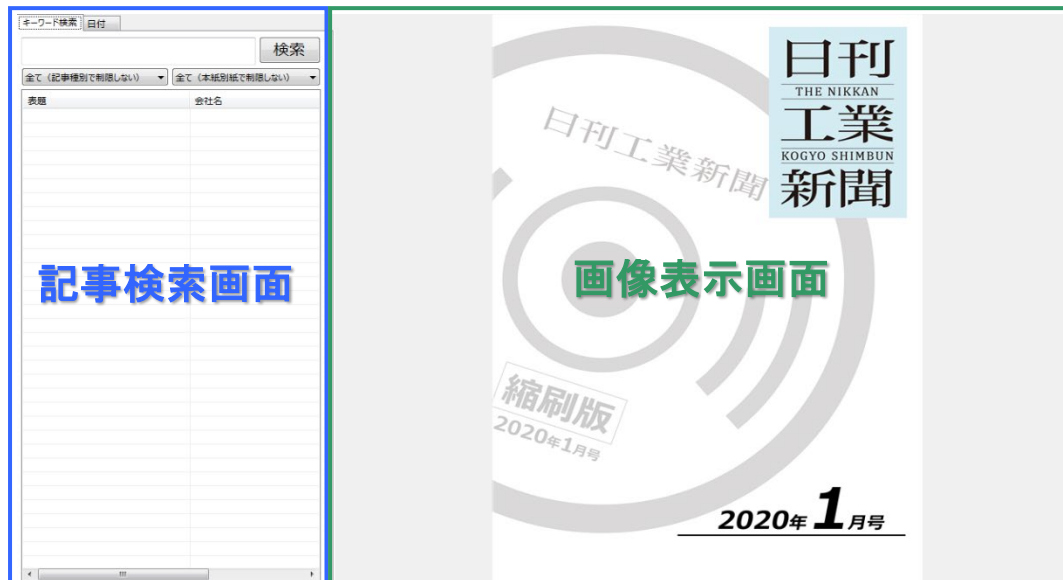 キーワード検索 日付
検索
全て（記事種別で制限しない） 全て（本紙別紙で制限しない）
表題 会社名
記事検索画面
日刊
THE NIKKAN
工業
KOGYO SHIMBUN
新聞
日刊工業新聞
画像表示画面
縮刷版
2020年1月号
2020年 1月号